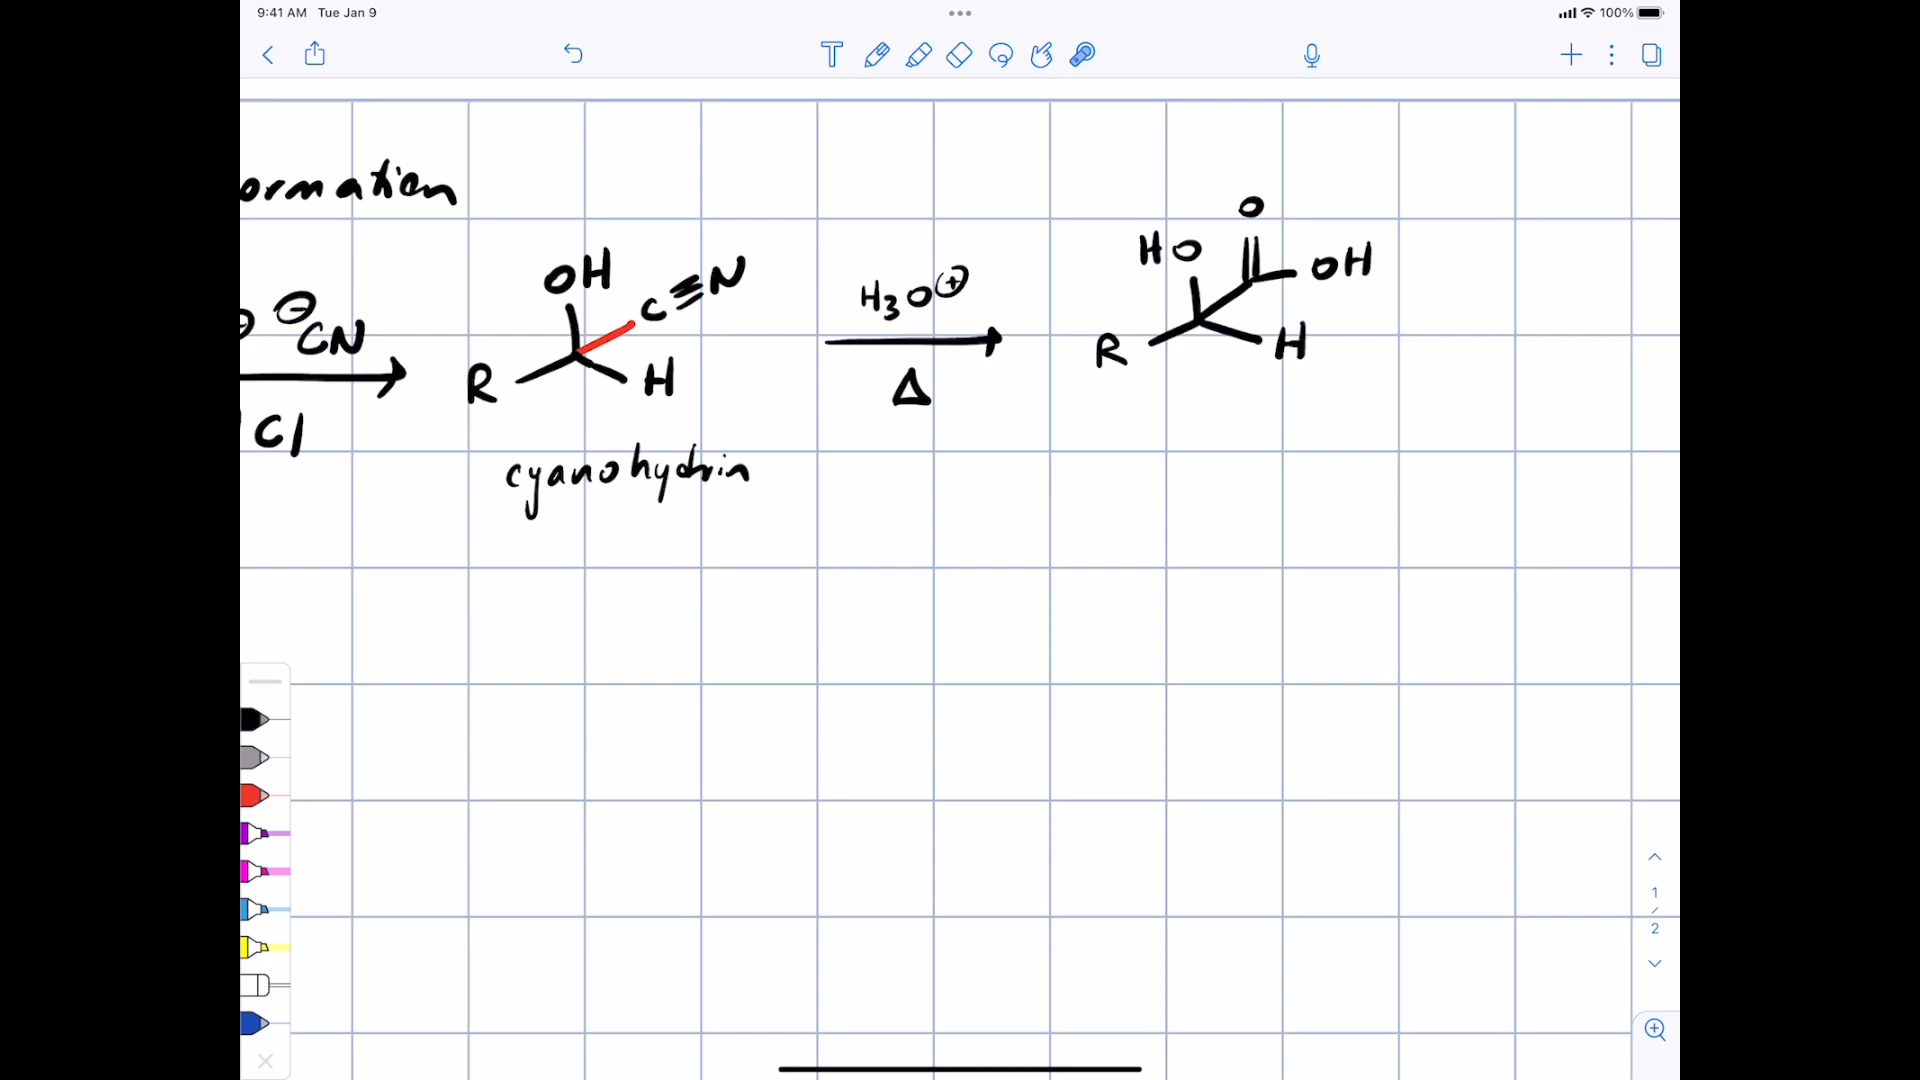 9:41 AM Tue Jan 9
100%
ormation
O
HO
OH
OH
C≡N
H₃O⊕
⊖
CN
R
H
Δ
R
H
Cl
cyanohydrin
1
/
2